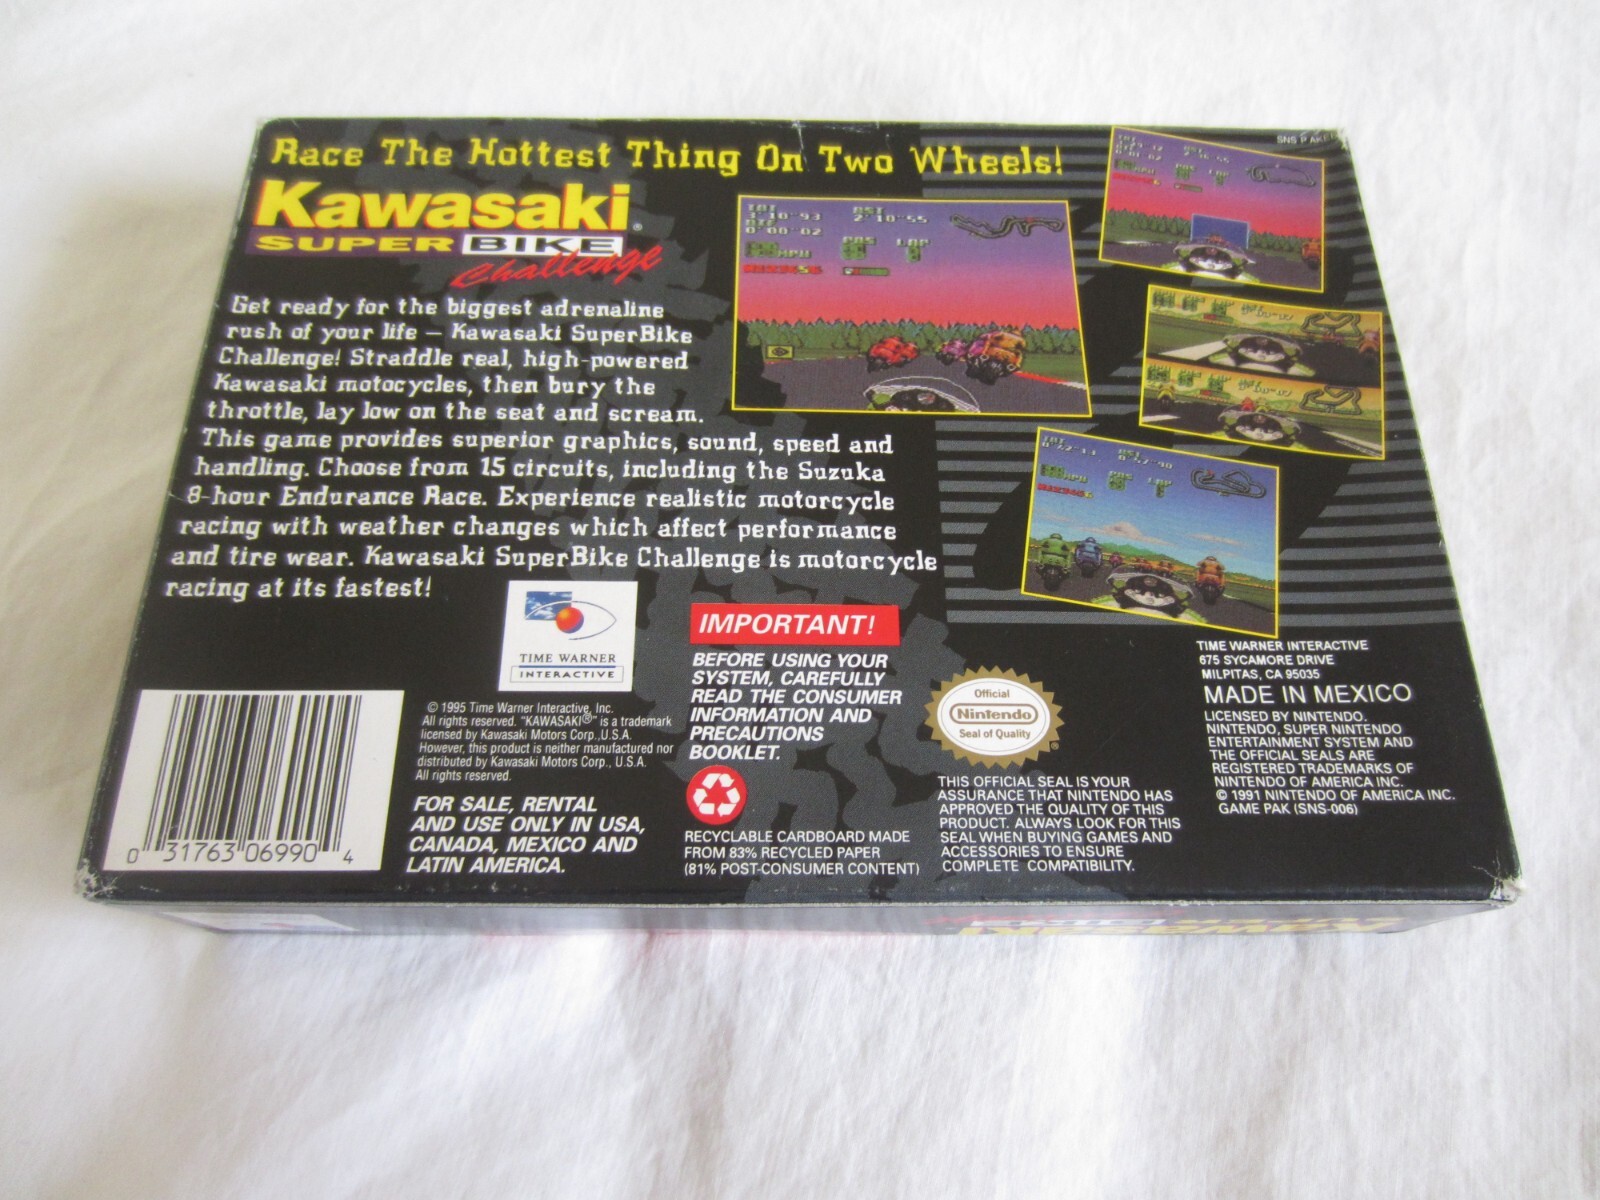 Race The Hottest Thing On Two Wheels!
Kawasaki®
SUPER BIKE
Challenge
Get ready for the biggest adrenaline
rush of your life – Kawasaki SuperBike
Challenge! Straddle real, high-powered
Kawasaki motocycles, then bury the
throttle, lay low on the seat and scream.
This game provides superior graphics, sound, speed and
handling. Choose from 15 circuits, including the Suzuka
8-hour Endurance Race. Experience realistic motorcycle
racing with weather changes which affect performance
and tire wear. Kawasaki SuperBike Challenge is motorcycle
racing at its fastest!
TIME WARNER
INTERACTIVE
0 31763 06990 4
© 1995 Time Warner Interactive, Inc.
All rights reserved. "KAWASAKI®" is a trademark
licensed by Kawasaki Motors Corp.,U.S.A.
However, this product is neither manufactured nor
distributed by Kawasaki Motors Corp., U.S.A.
All rights reserved.
FOR SALE, RENTAL
AND USE ONLY IN USA,
CANADA, MEXICO AND
LATIN AMERICA.
IMPORTANT!
BEFORE USING YOUR
SYSTEM, CAREFULLY
READ THE CONSUMER
INFORMATION AND
PRECAUTIONS
BOOKLET.
RECYCLABLE CARDBOARD MADE
FROM 83% RECYCLED PAPER
(81% POST-CONSUMER CONTENT)
Official
Nintendo
Seal of Quality
THIS OFFICIAL SEAL IS YOUR
ASSURANCE THAT NINTENDO HAS
APPROVED THE QUALITY OF THIS
PRODUCT. ALWAYS LOOK FOR THIS
SEAL WHEN BUYING GAMES AND
ACCESSORIES TO ENSURE
COMPLETE COMPATIBILITY.
TIME WARNER INTERACTIVE
675 SYCAMORE DRIVE
MILPITAS, CA 95035
MADE IN MEXICO
LICENSED BY NINTENDO.
NINTENDO, SUPER NINTENDO
ENTERTAINMENT SYSTEM AND
THE OFFICIAL SEALS ARE
REGISTERED TRADEMARKS OF
NINTENDO OF AMERICA INC.
© 1991 NINTENDO OF AMERICA INC.
GAME PAK (SNS-006)
3'10"93
2'10"55
0'00"02
MPH
LAP
KAWASAKI